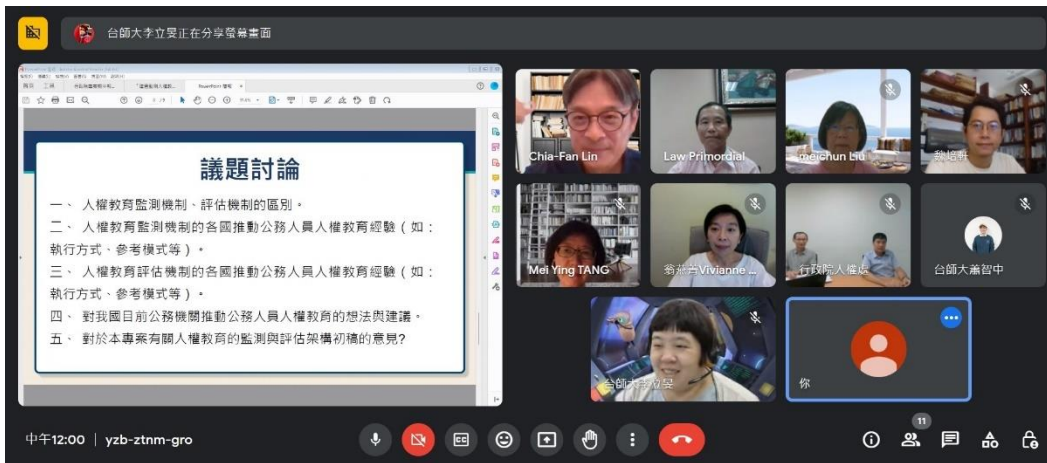 台師大李立旻正在分享螢幕畫面
議題討論
一、 人權教育監測機制、評估機制的區別。
二、 人權教育監測機制的各國推動公務人員人權教育經驗（如：
執行方式、參考模式等）。
三、 人權教育評估機制的各國推動公務人員人權教育經驗（如：
執行方式、參考模式等）。
四、 對我國目前公務機關推動公務人員人權教育的想法與建議。
五、 對於本專案有關人權教育的監測與評估架構初稿的意見?
Chia-Fan Lin
Law Primordial
meichun Liu
Mei Ying TANG
Vivianne ...
行政院人權處
台師大蕭智中
台師大李立旻
你
中午12:00 | yzb-ztnm-gro
11